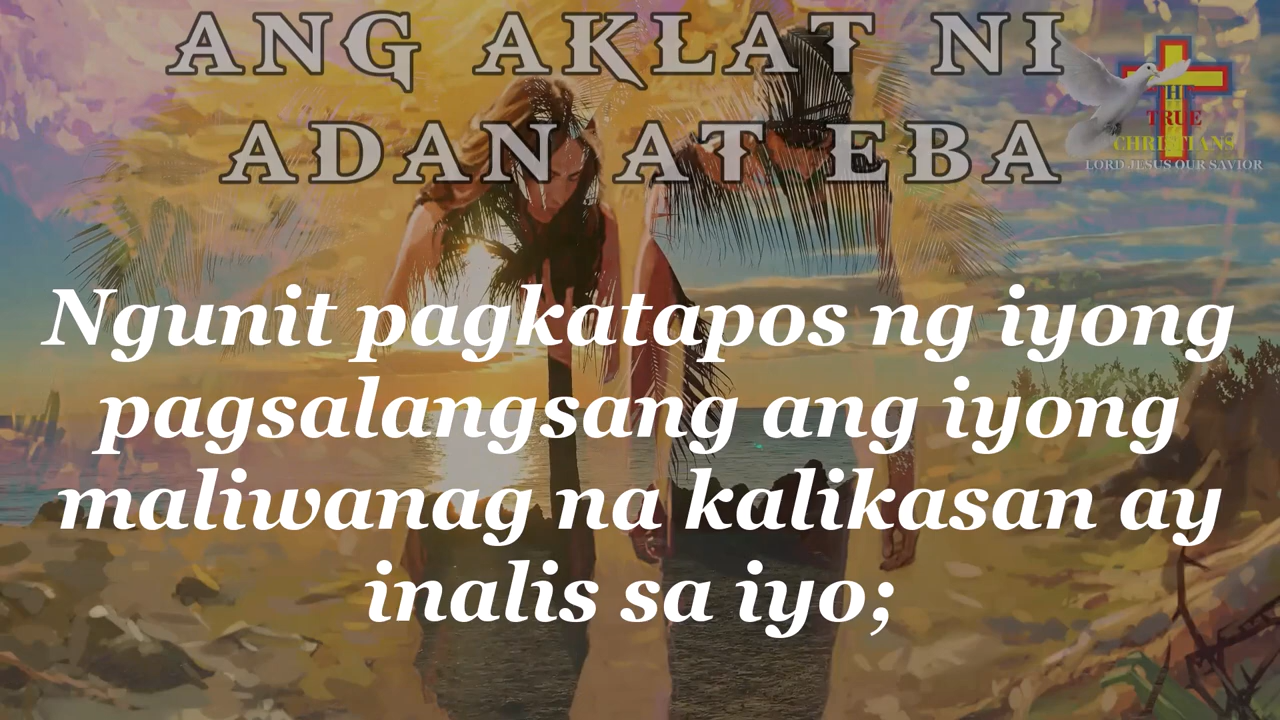 ANG AKLAT NI
ADAN AT EBA
THE
TRUE
CHRISTIANS
LORD JESUS OUR SAVIOR
Ngunit pagkatapos ng iyong
pagsalangsang ang iyong
maliwanag na kalikasan ay
inalis sa iyo;